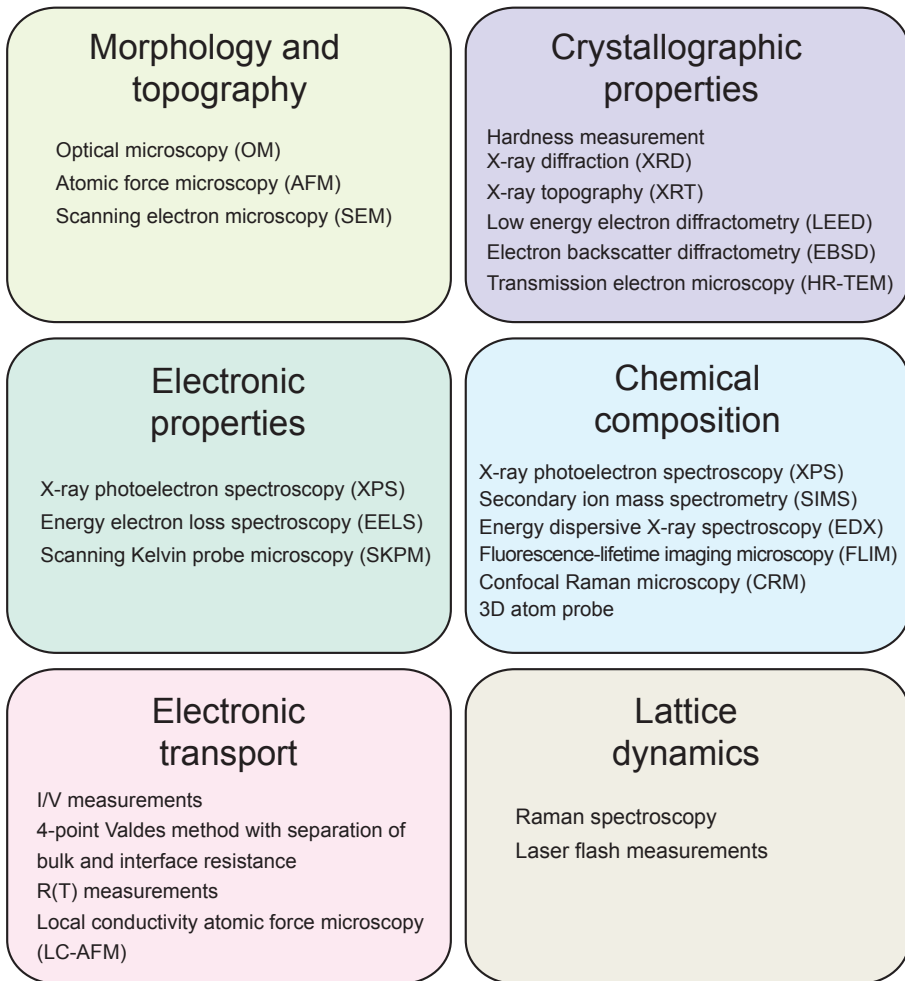 Morphology and
topography
Optical microscopy (OM)
Atomic force microscopy (AFM)
Scanning electron microscopy (SEM)
Crystallographic
properties
Hardness measurement
X-ray diffraction (XRD)
X-ray topography (XRT)
Low energy electron diffractometry (LEED)
Electron backscatter diffractometry (EBSD)
Transmission electron microscopy (HR-TEM)
Electronic
properties
X-ray photoelectron spectroscopy (XPS)
Energy electron loss spectroscopy (EELS)
Scanning Kelvin probe microscopy (SKPM)
Chemical
composition
X-ray photoelectron spectroscopy (XPS)
Secondary ion mass spectrometry (SIMS)
Energy dispersive X-ray spectroscopy (EDX)
Fluorescence-lifetime imaging microscopy (FLIM)
Confocal Raman microscopy (CRM)
3D atom probe
Electronic
transport
I/V measurements
4-point Valdes method with separation of
bulk and interface resistance
R(T) measurements
Local conductivity atomic force microscopy
(LC-AFM)
Lattice
dynamics
Raman spectroscopy
Laser flash measurements